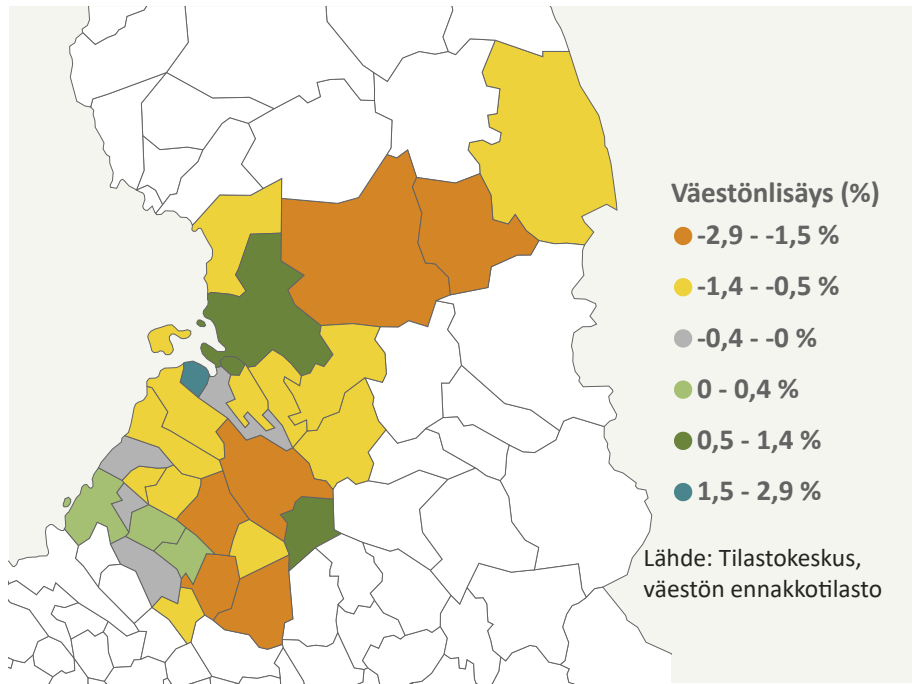 Väestönlisäys (%)
-2,9 - -1,5 %
-1,4 - -0,5 %
-0,4 - -0 %
0 - 0,4 %
0,5 - 1,4 %
1,5 - 2,9 %
Lähde: Tilastokeskus,
väestön ennakkotilasto